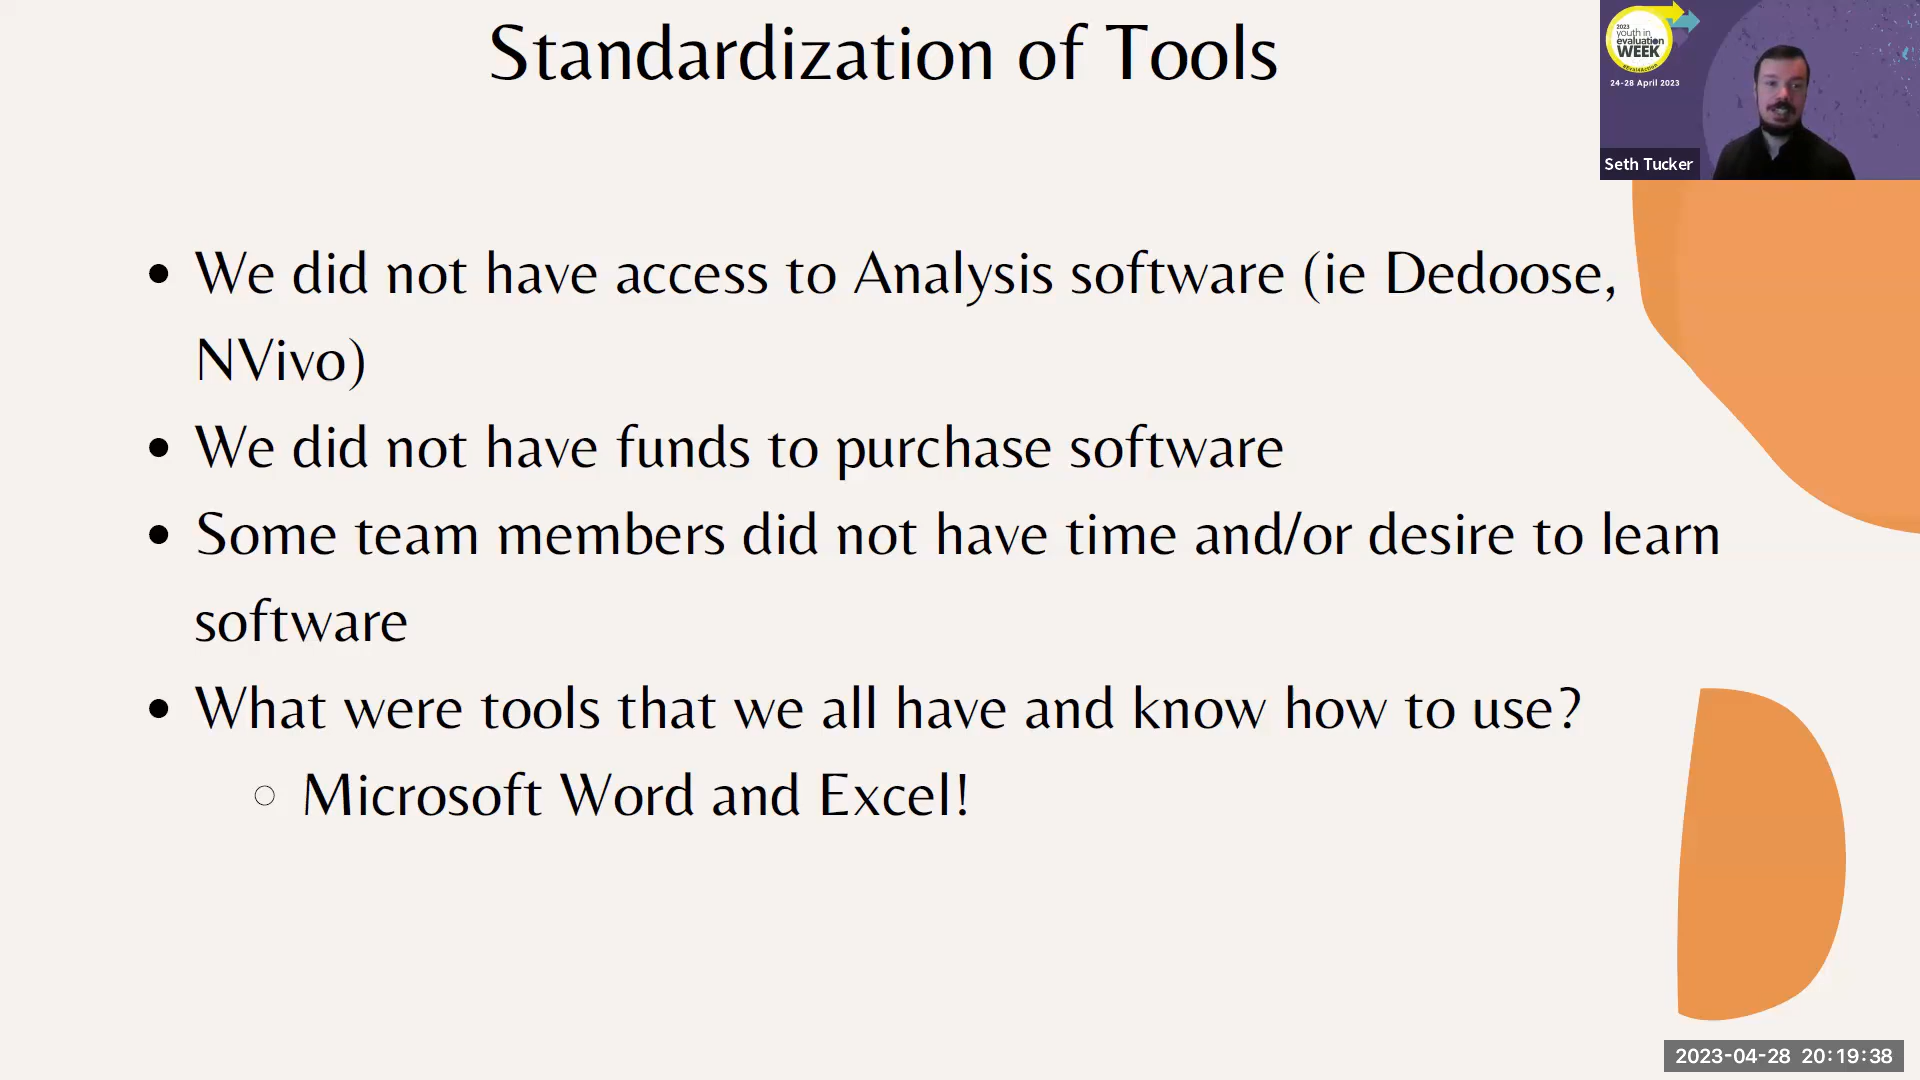 Standardization of Tools
2023
youth in
evaluation
WEEK
24-28 April 2023
Seth Tucker
• We did not have access to Analysis software (ie Dedoose,
NVivo)
• We did not have funds to purchase software
• Some team members did not have time and/or desire to learn
software
• What were tools that we all have and know how to use?
○ Microsoft Word and Excel!
2023-04-28 20:19:38